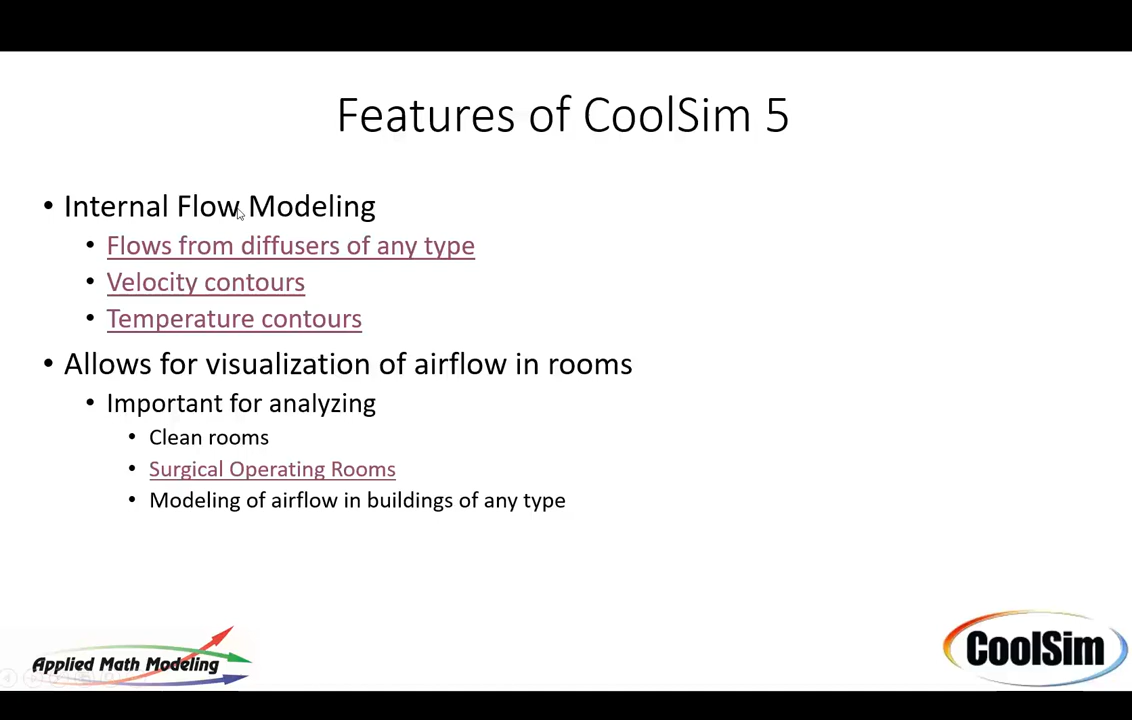 Features of CoolSim 5
• Internal Flow Modeling
• Flows from diffusers of any type
• Velocity contours
• Temperature contours
• Allows for visualization of airflow in rooms
• Important for analyzing
• Clean rooms
• Surgical Operating Rooms
• Modeling of airflow in buildings of any type
Applied Math Modeling
CoolSim